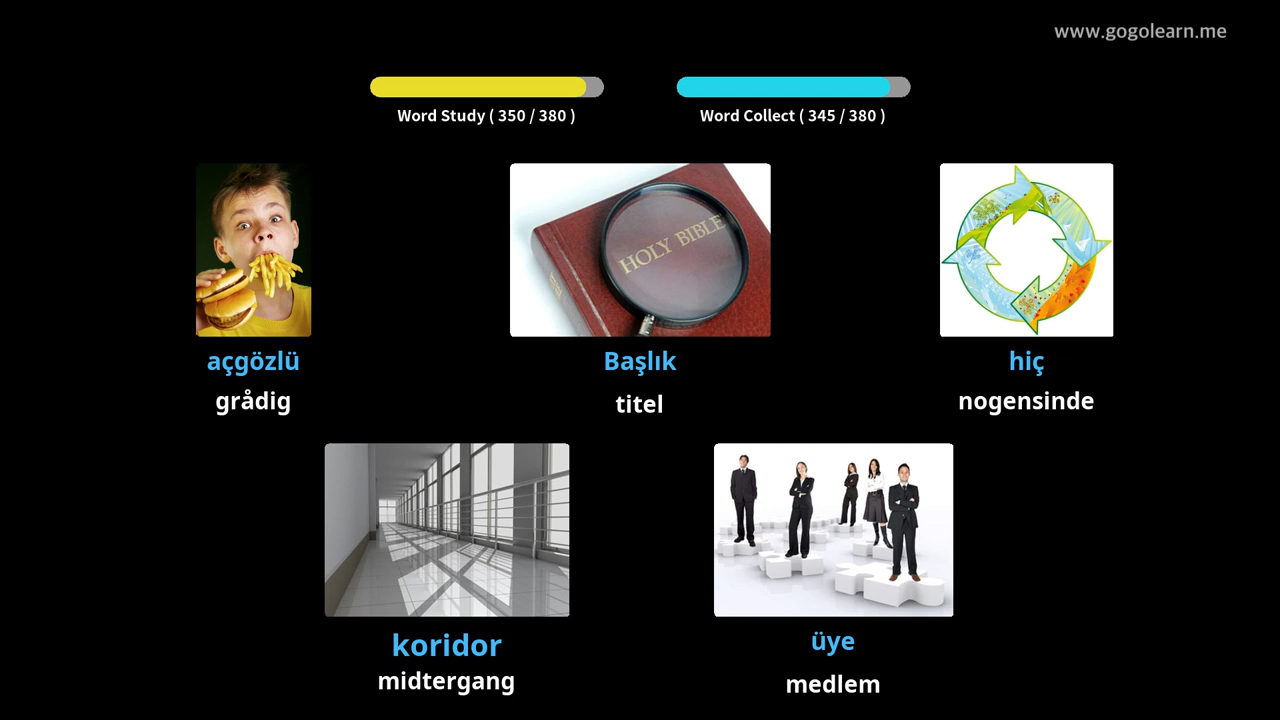 www.gogolearn.me
Word Study ( 350 / 380 )
Word Collect ( 345 / 380 )
HOLY BIBLE
açgözlü
grådig
Başlık
titel
hiç
nogensinde
koridor
midtergang
üye
medlem